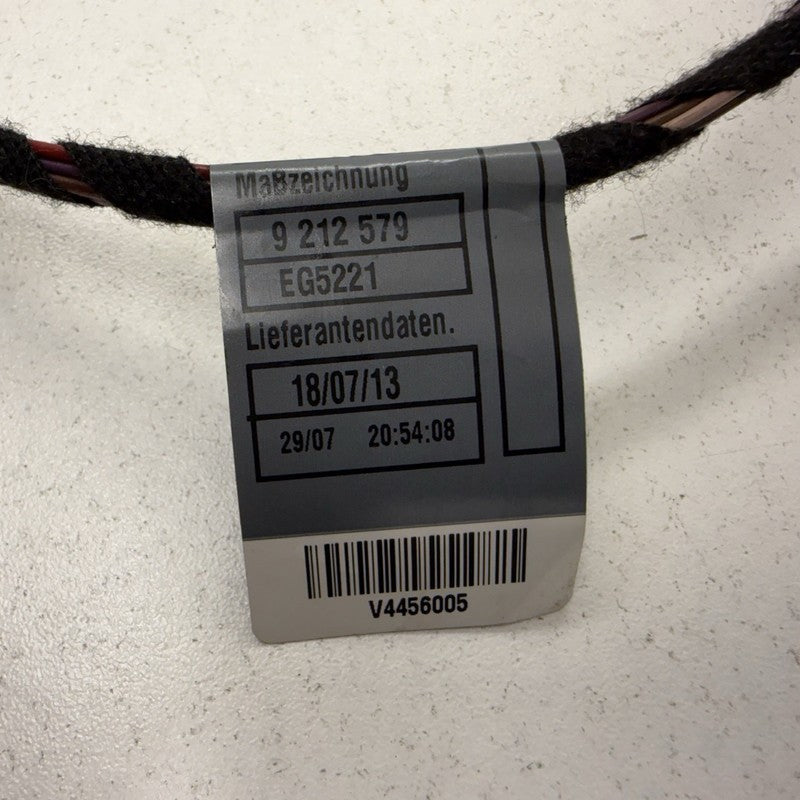 Maßzeichnung
9 212 579
EG5221
Lieferantendaten.
18/07/13
29/07 20:54:08
V4456005